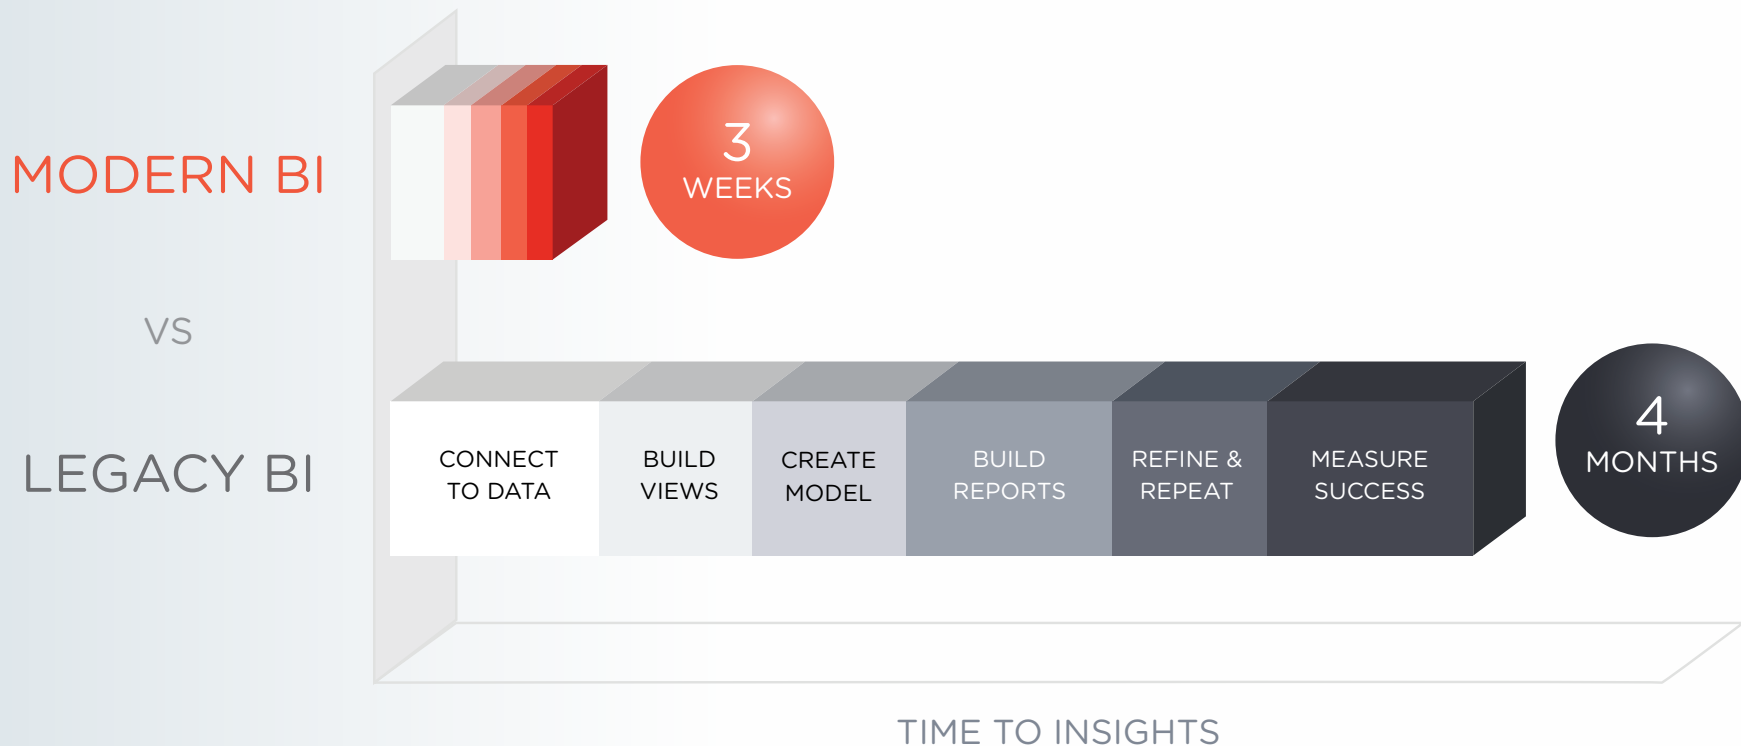 MODERN BI
3
WEEKS
VS
LEGACY BI
CONNECT
TO DATA
BUILD
VIEWS
CREATE
MODEL
BUILD
REPORTS
REFINE &
REPEAT
MEASURE
SUCCESS
4
MONTHS
TIME TO INSIGHTS